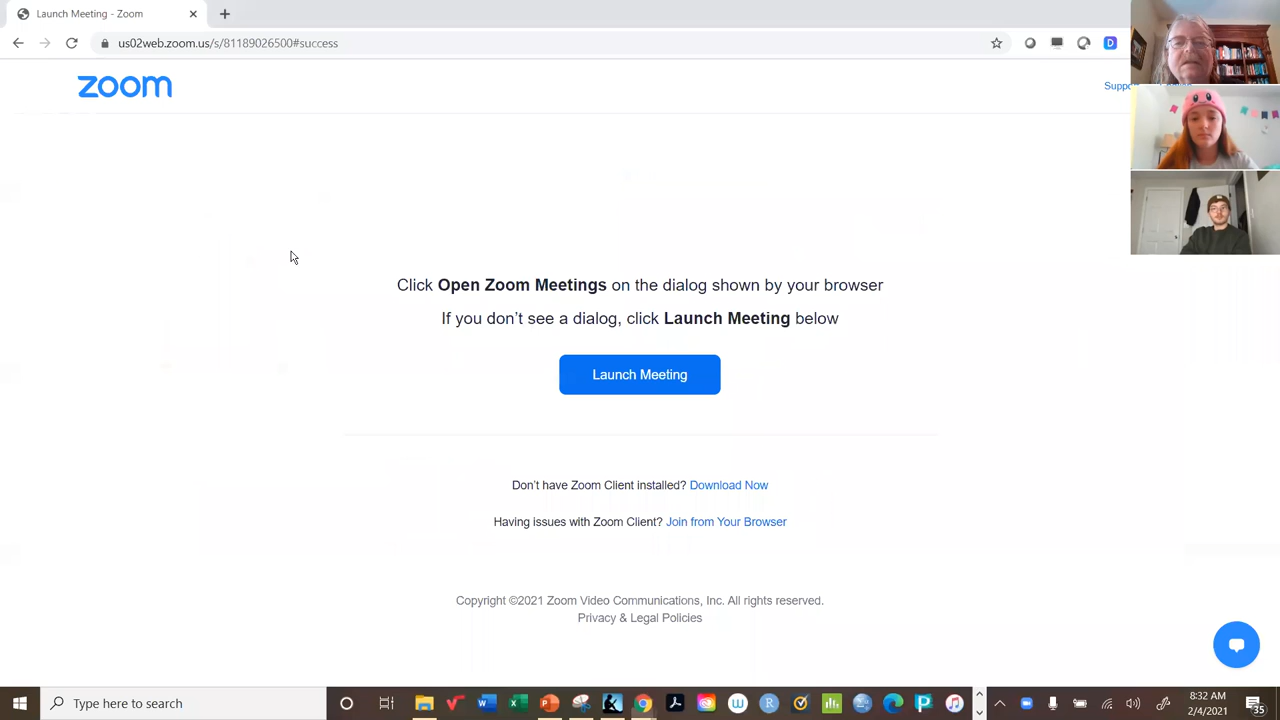 Launch Meeting - Zoom
us02web.zoom.us/s/81189026500#success
D
zoom
Click Open Zoom Meetings on the dialog shown by your browser
If you don't see a dialog, click Launch Meeting below
Launch Meeting
Don't have Zoom Client installed? Download Now
Having issues with Zoom Client? Join from Your Browser
Copyright ©2021 Zoom Video Communications, Inc. All rights reserved.
Privacy & Legal Policies
Type here to search
8:32 AM
2/4/2021
35